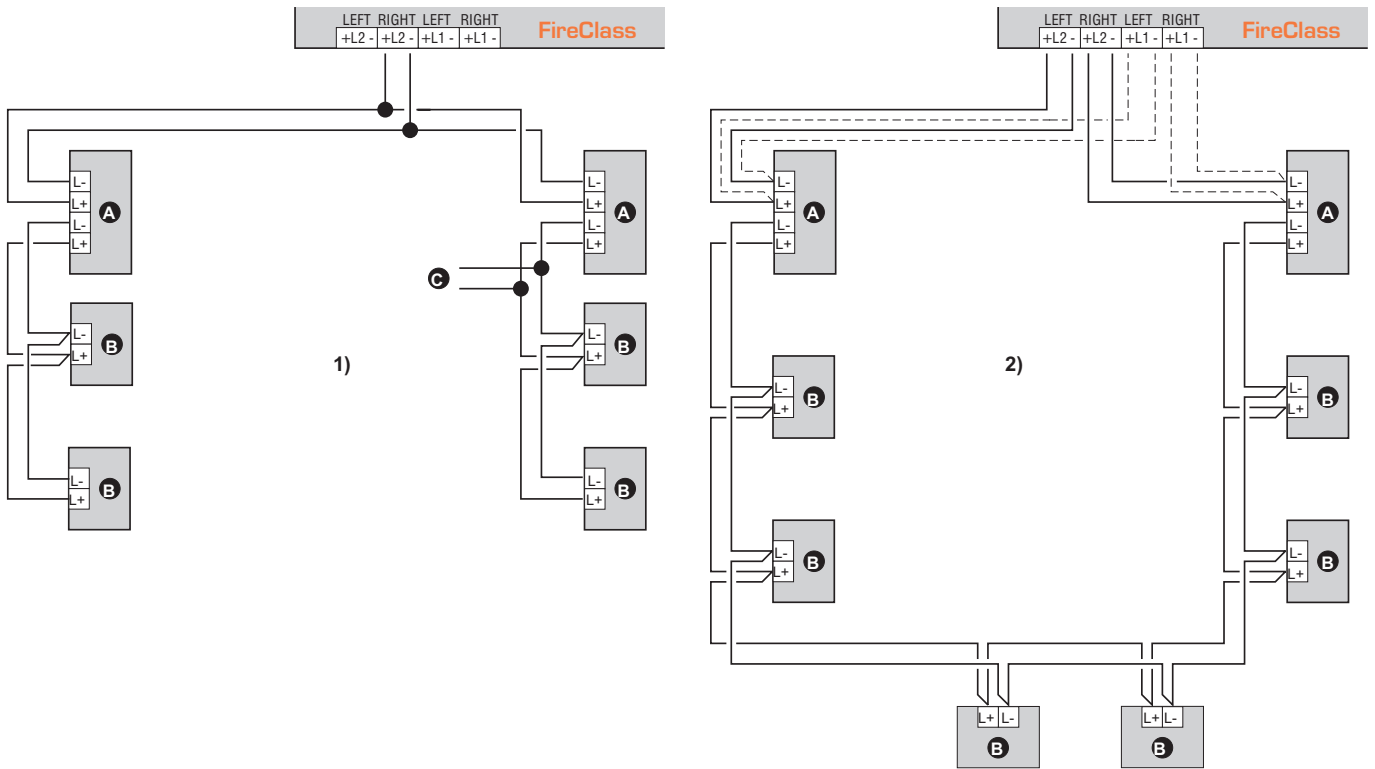 LEFT RIGHT LEFT RIGHT
+L2 - +L2 - +L1 - +L1 -
FireClass
L-
L+
L-
L+
A
L-
L+
L-
L+
A
C
L-
L+
B
L-
L+
B
1)
L-
L+
B
L-
L+
B
LEFT RIGHT LEFT RIGHT
+L2 - +L2 - +L1 - +L1 -
FireClass
L-
L+
L-
L+
A
L-
L+
L-
L+
A
2)
L-
L+
B
L-
L+
B
L-
L+
B
L-
L+
B
L+ L-
B
L+ L-
B